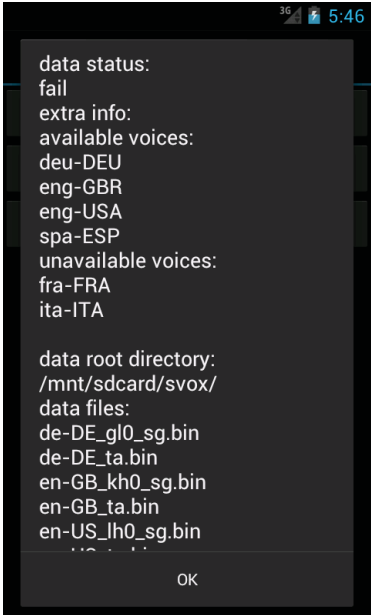 3G 5:46
data status:
fail
extra info:
available voices:
deu-DEU
eng-GBR
eng-USA
spa-ESP
unavailable voices:
fra-FRA
ita-ITA
data root directory:
/mnt/sdcard/svox/
data files:
de-DE_gl0_sg.bin
de-DE_ta.bin
en-GB_kh0_sg.bin
en-GB_ta.bin
en-US_lh0_sg.bin
OK